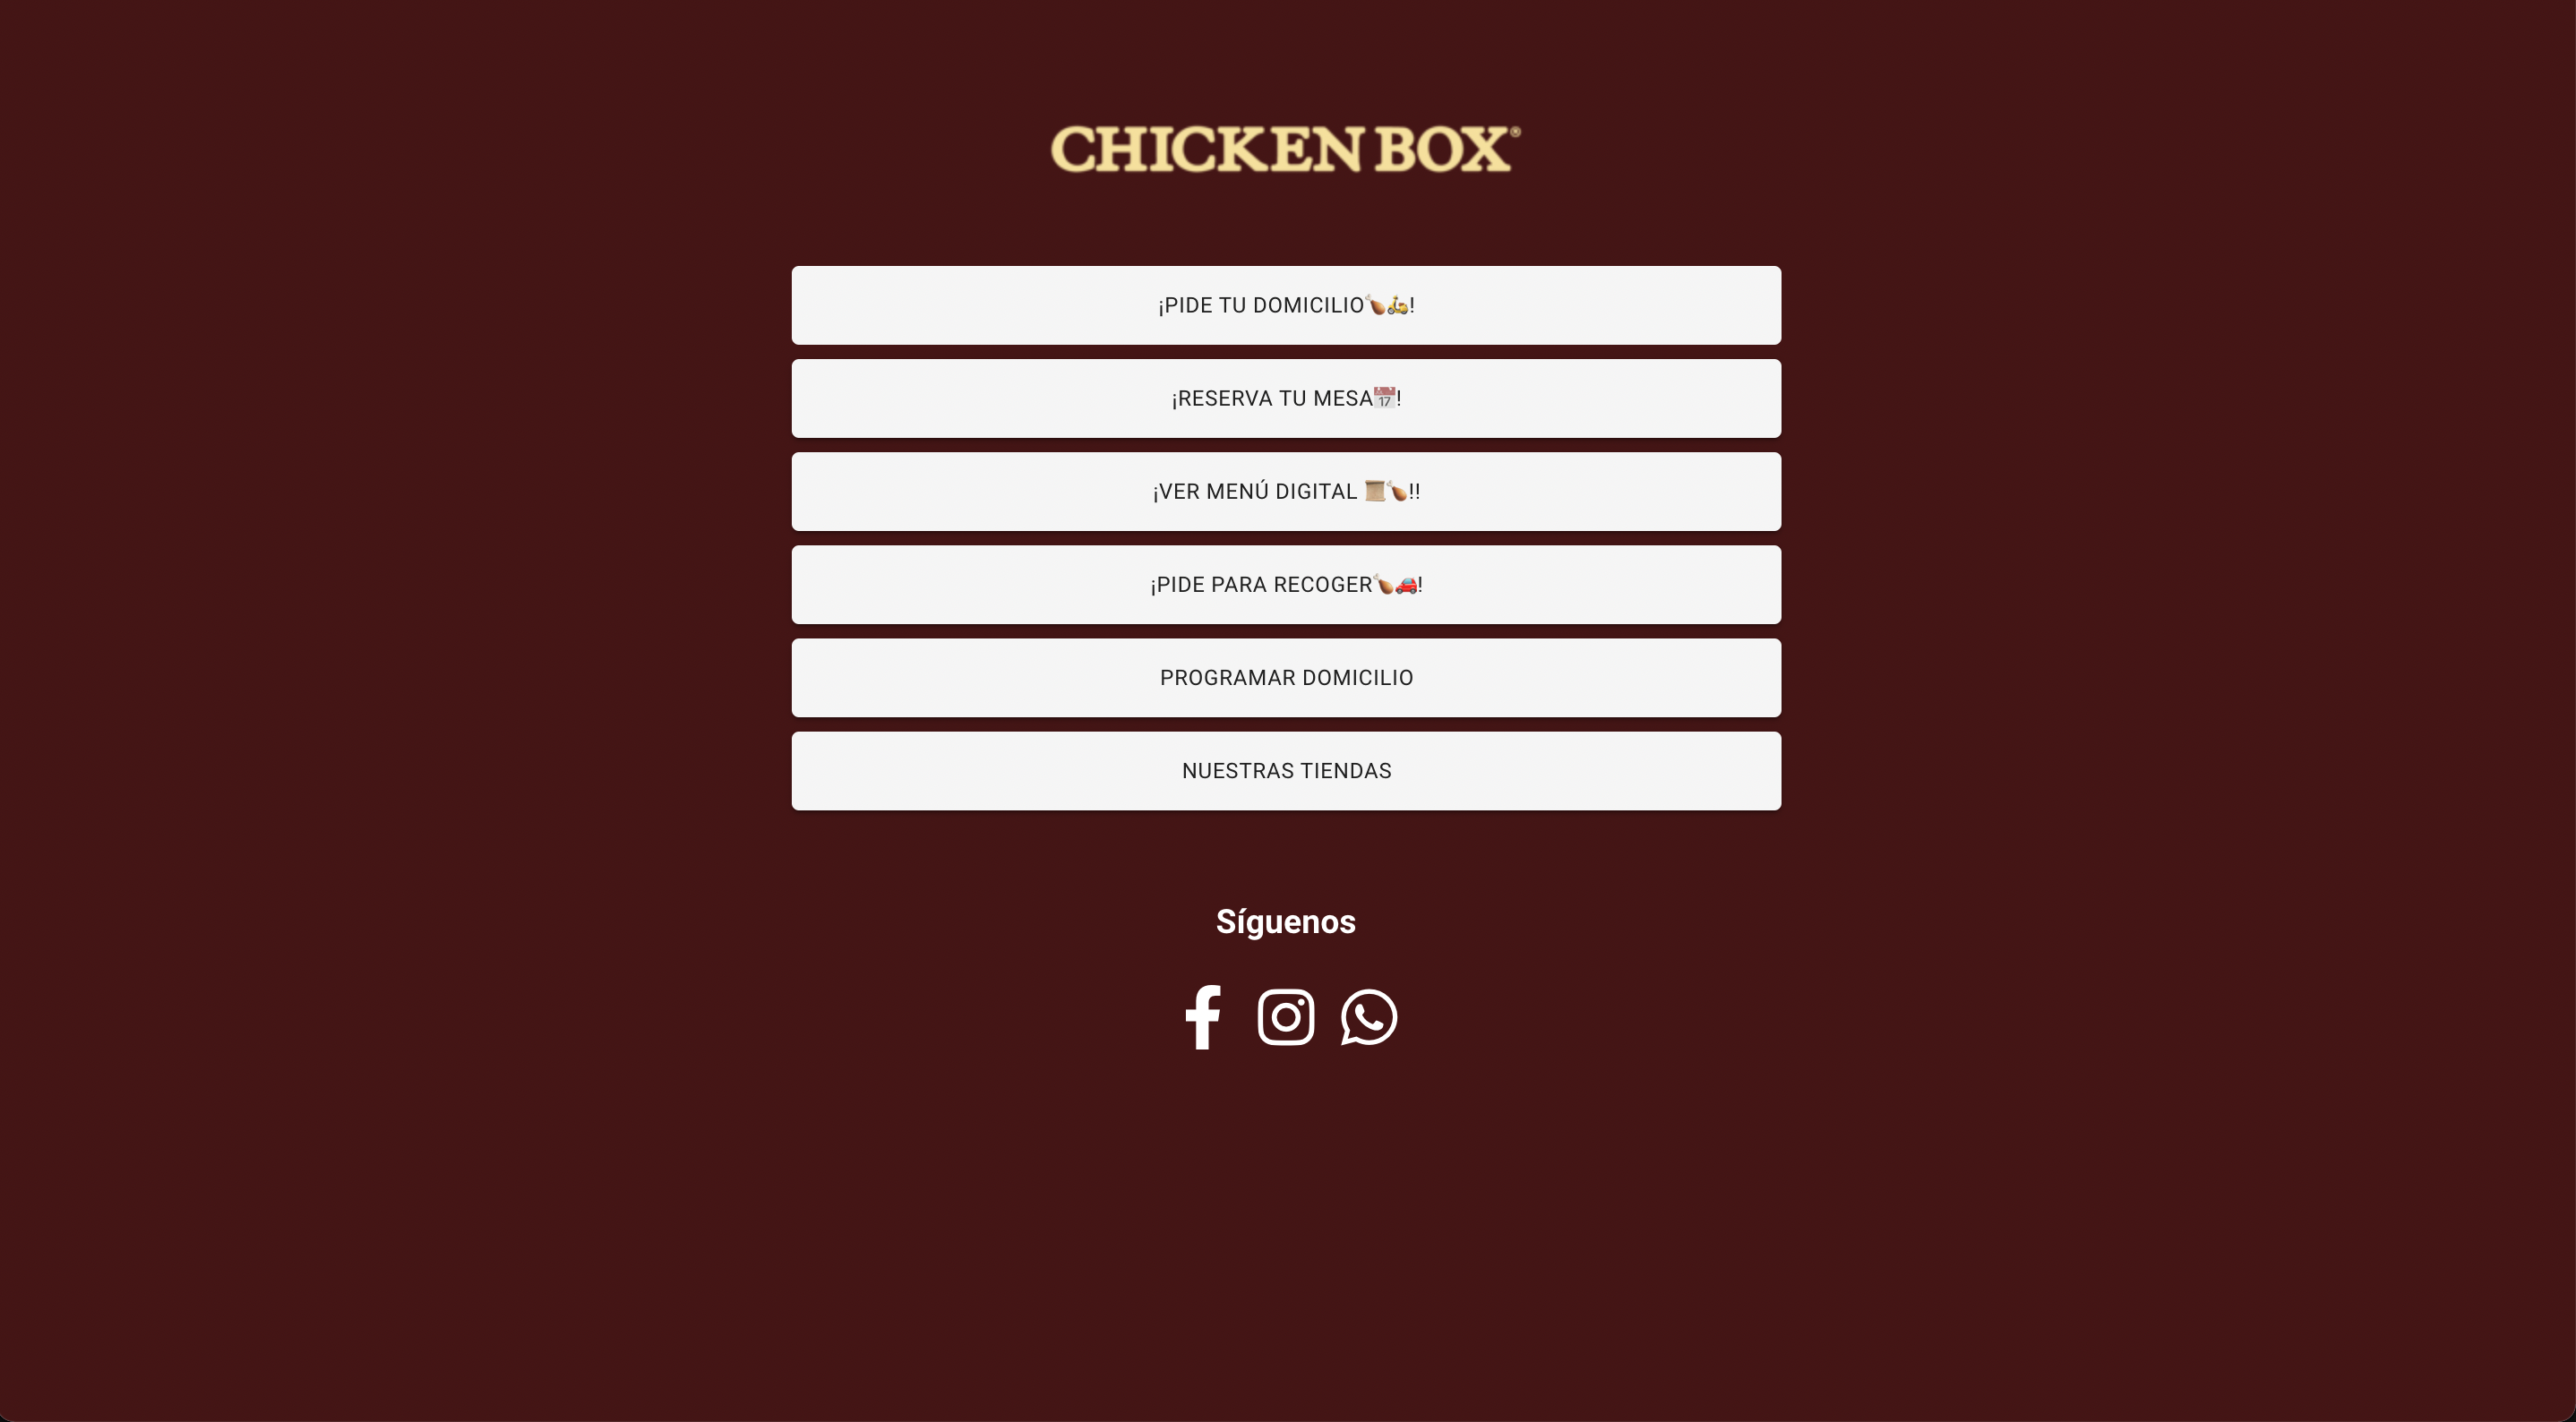 CHICKEN BOX®
¡PIDE TU DOMICILIO🍗🛵!
¡RESERVA TU MESA📅!
¡VER MENÚ DIGITAL 📜🍗!!
¡PIDE PARA RECOGER🍗🚗!
PROGRAMAR DOMICILIO
NUESTRAS TIENDAS
Síguenos